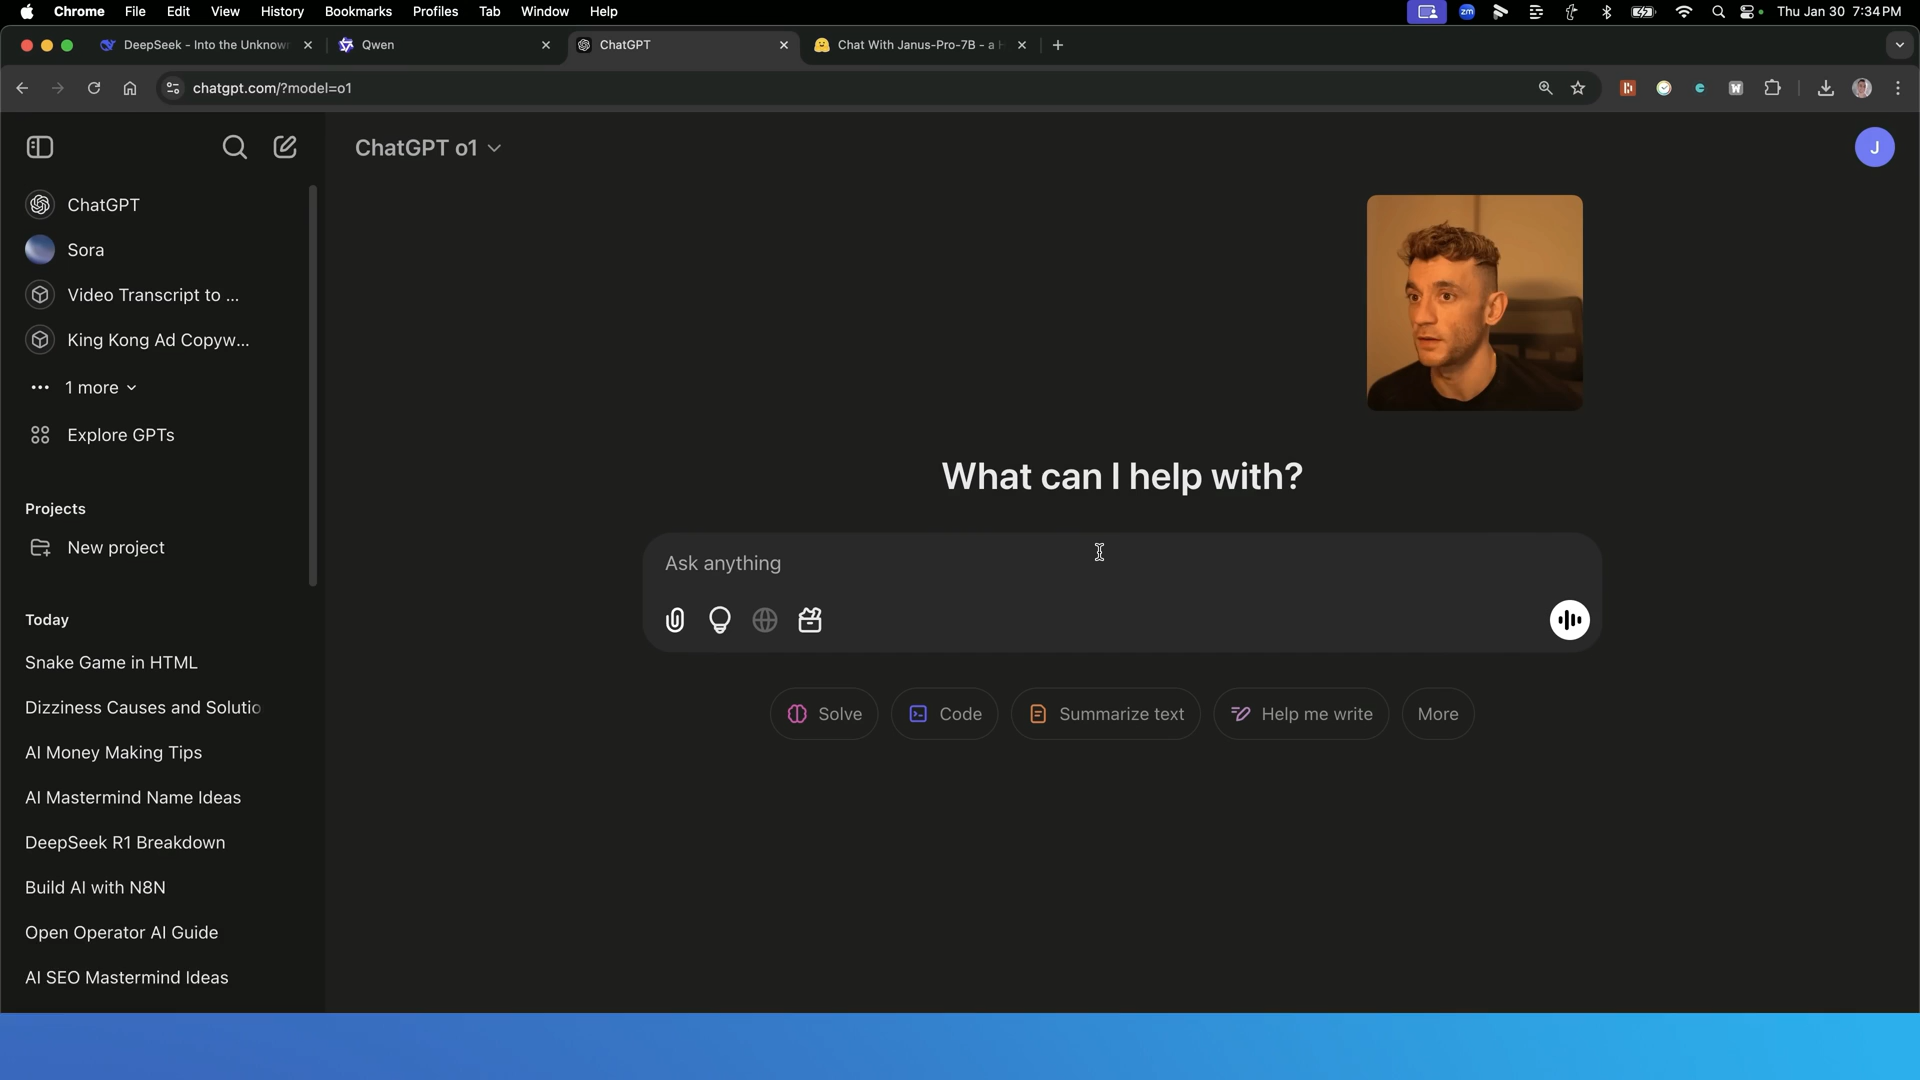 Chrome File Edit View History Bookmarks Profiles Tab Window Help zm Thu Jan 30 7:34 PM
DeepSeek - Into the Unknown Qwen ChatGPT Chat With Janus-Pro-7B - a H
chatgpt.com/?model=o1
ChatGPT o1
J
ChatGPT
Sora
Video Transcript to ...
King Kong Ad Copyw...
1 more
Explore GPTs
Projects
New project
Today
Snake Game in HTML
Dizziness Causes and Solutio
AI Money Making Tips
AI Mastermind Name Ideas
DeepSeek R1 Breakdown
Build AI with N8N
Open Operator AI Guide
AI SEO Mastermind Ideas
What can I help with?
Ask anything
Solve Code Summarize text Help me write More